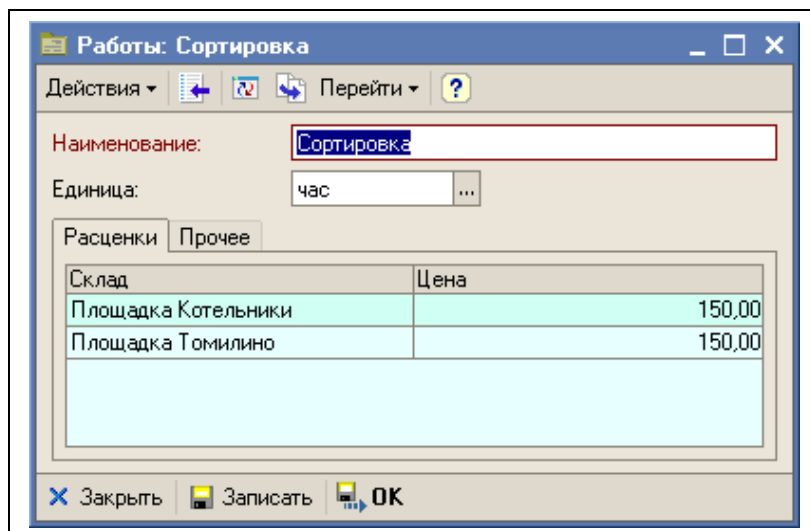 Работы: Сортировка
Действия Перейти ?
Наименование: Сортировка
Единица: час ...
Расценки Прочее
Склад Цена
Площадка Котельники 150,00
Площадка Томилино 150,00
Закрыть Записать OK